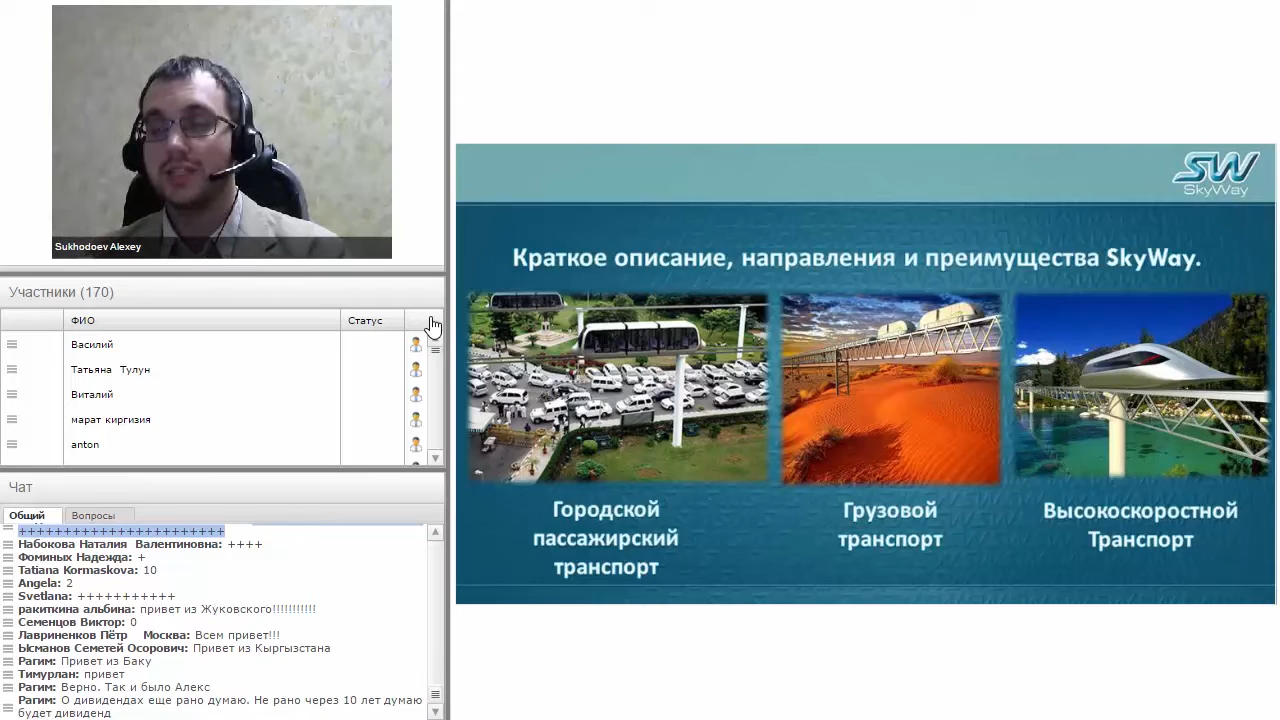 Sukhodoev Alexey
Участники (170)
ФИО Статус
Василий
Татьяна Тулун
Виталий
марат киргизия
anton
Чат
Общий Вопросы
+++++++++++++++++++++++
Набокова Наталия Валентиновна: ++++
Фоминых Надежда: +
Tatiana Kormaskova: 10
Angela: 2
Svetlana: +++++++++++
ракиткина альбина: привет из Жуковского!!!!!!!!!!!
Семенцов Виктор: 0
Лавриненков Пётр Москва: Всем привет!!!
Ысманов Семетей Осорович: Привет из Кыргызстана
Рагим: Привет из Баку
Тимурлан: привет
Рагим: Верно. Так и было Алекс
Рагим: О дивидендах еще рано думаю. Не рано через 10 лет думаю
будет дивиденд
SW
SkyWay
Краткое описание, направления и преимущества SkyWay.
Городской
пассажирский
транспорт
Грузовой
транспорт
Высокоскоростной
Транспорт